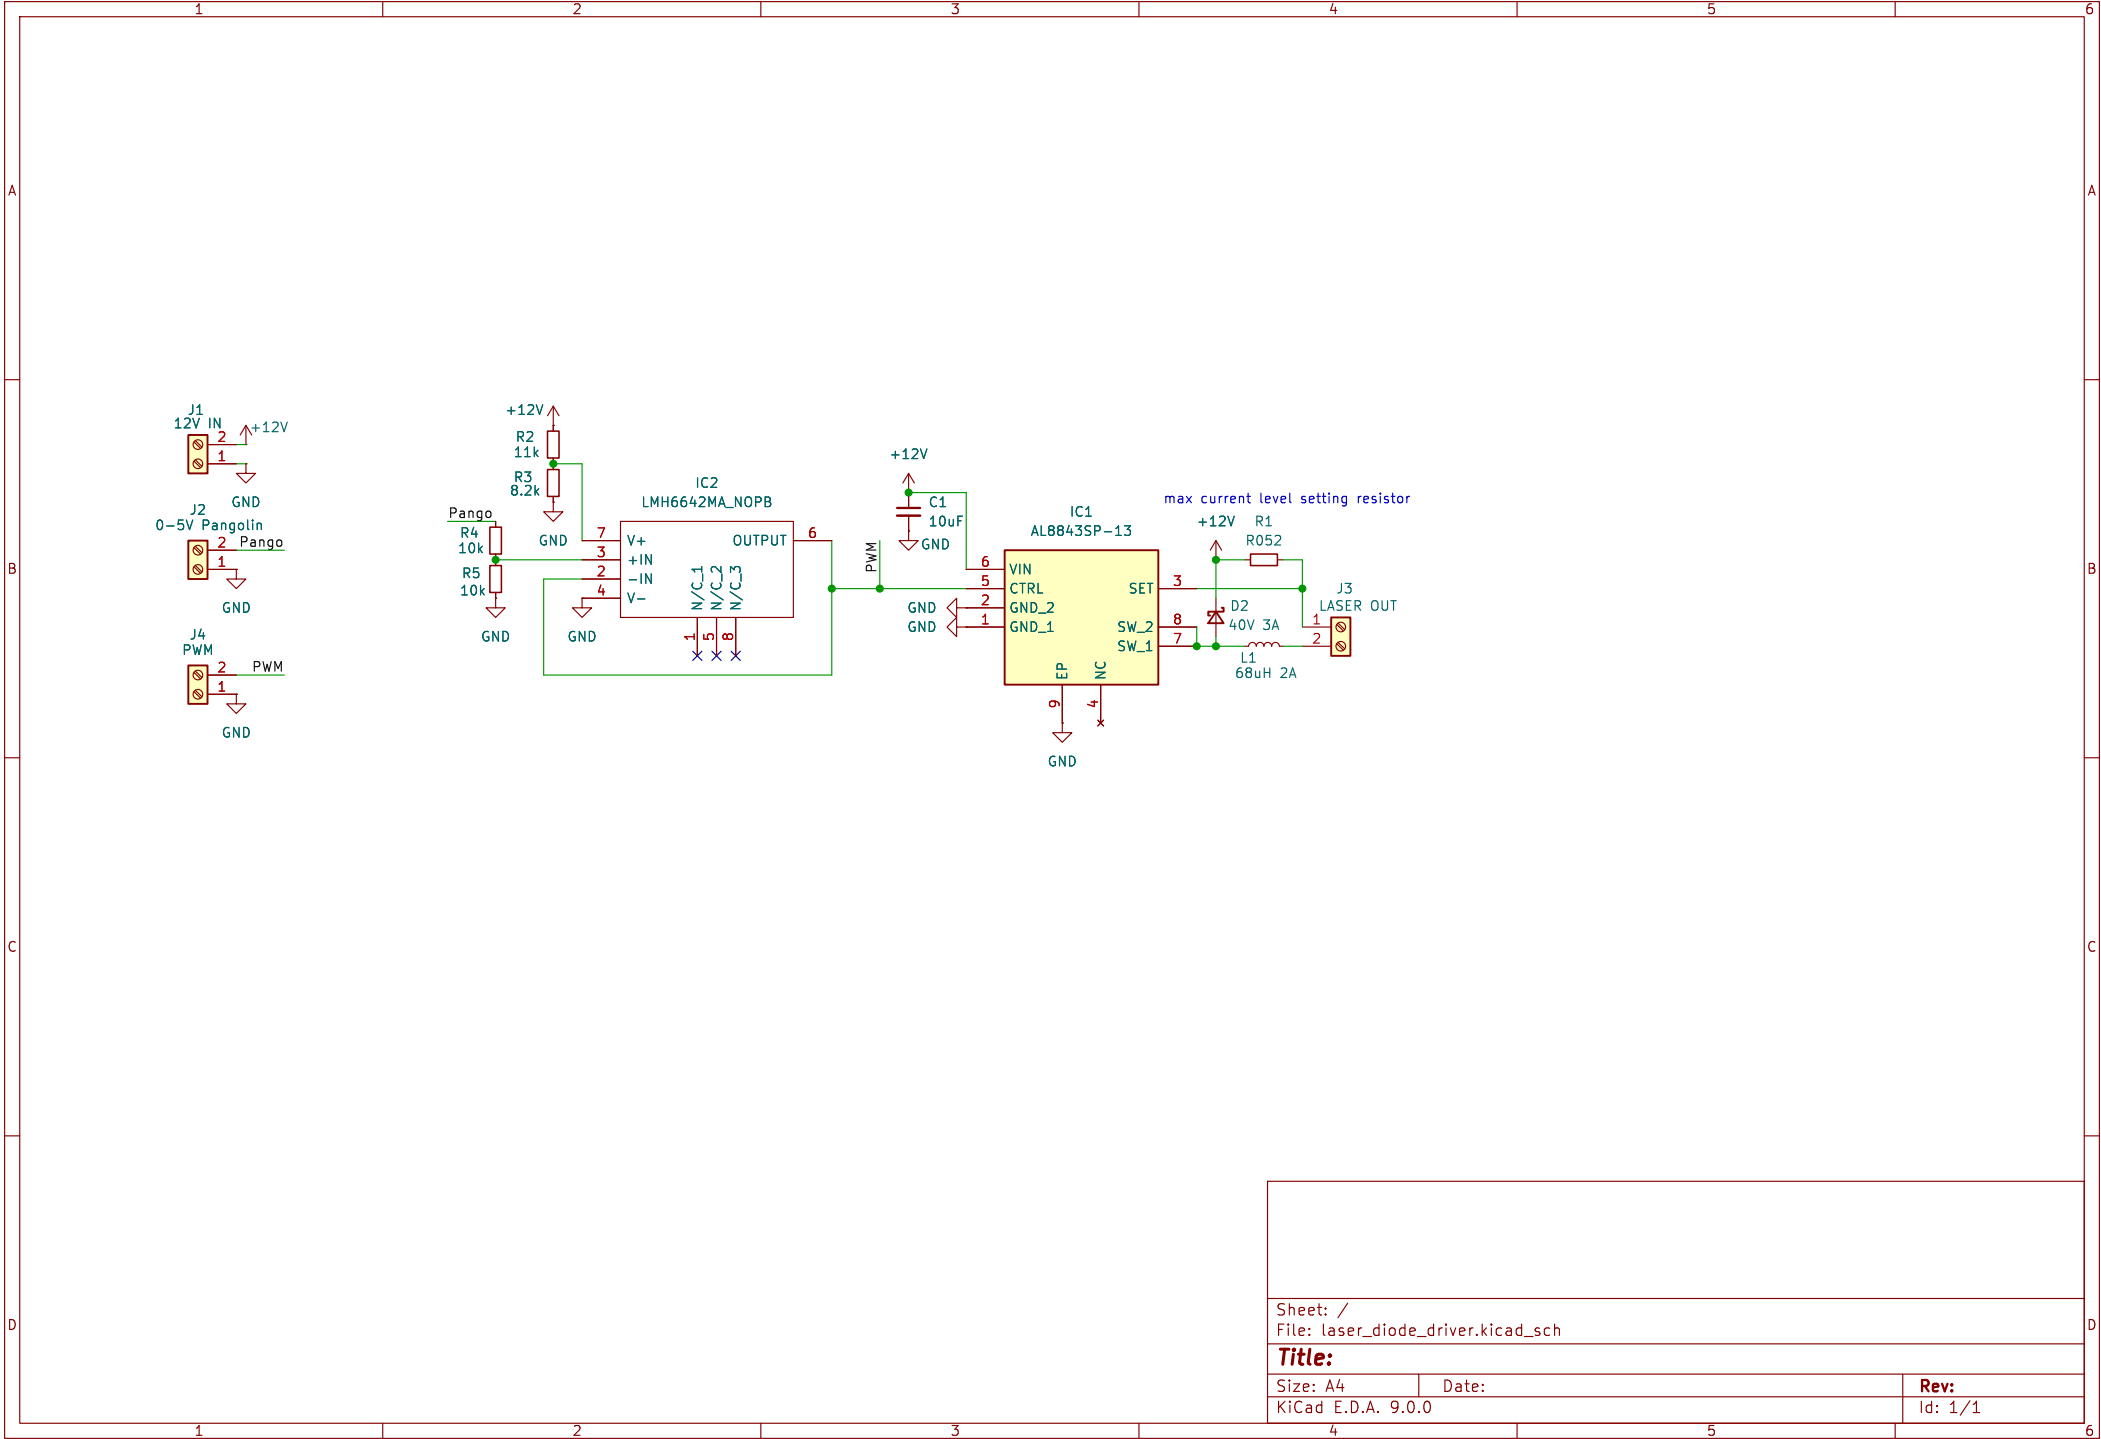 1 2 3 4 5 6
A A
B B
C C
D D
J1
12V IN
2
1
+12V
GND
J2
0-5V Pangolin
2
1
Pango
GND
J4
PWM
2
1
PWM
GND
+12V
R2
11k
R3
8.2k
GND
Pango
R4
10k
R5
10k
GND
GND
IC2
LMH6642MA_NOPB
7 V+
3 +IN
2 -IN
4 V-
OUTPUT 6
N/C_1 N/C_2 N/C_3
1 5 8
PWM
+12V
C1
10uF
GND
GND
GND
IC1
AL8843SP-13
6 VIN
5 CTRL
2 GND_2
1 GND_1
SET 3
SW_2 8
SW_1 7
EP NC
9 4
GND
max current level setting resistor
+12V
R1
R052
D2
40V 3A
L1
68uH 2A
J3
LASER OUT
1
2
Sheet: /
File: laser_diode_driver.kicad_sch
Title:
Size: A4 Date: Rev:
KiCad E.D.A. 9.0.0 Id: 1/1
1 2 3 4 5 6